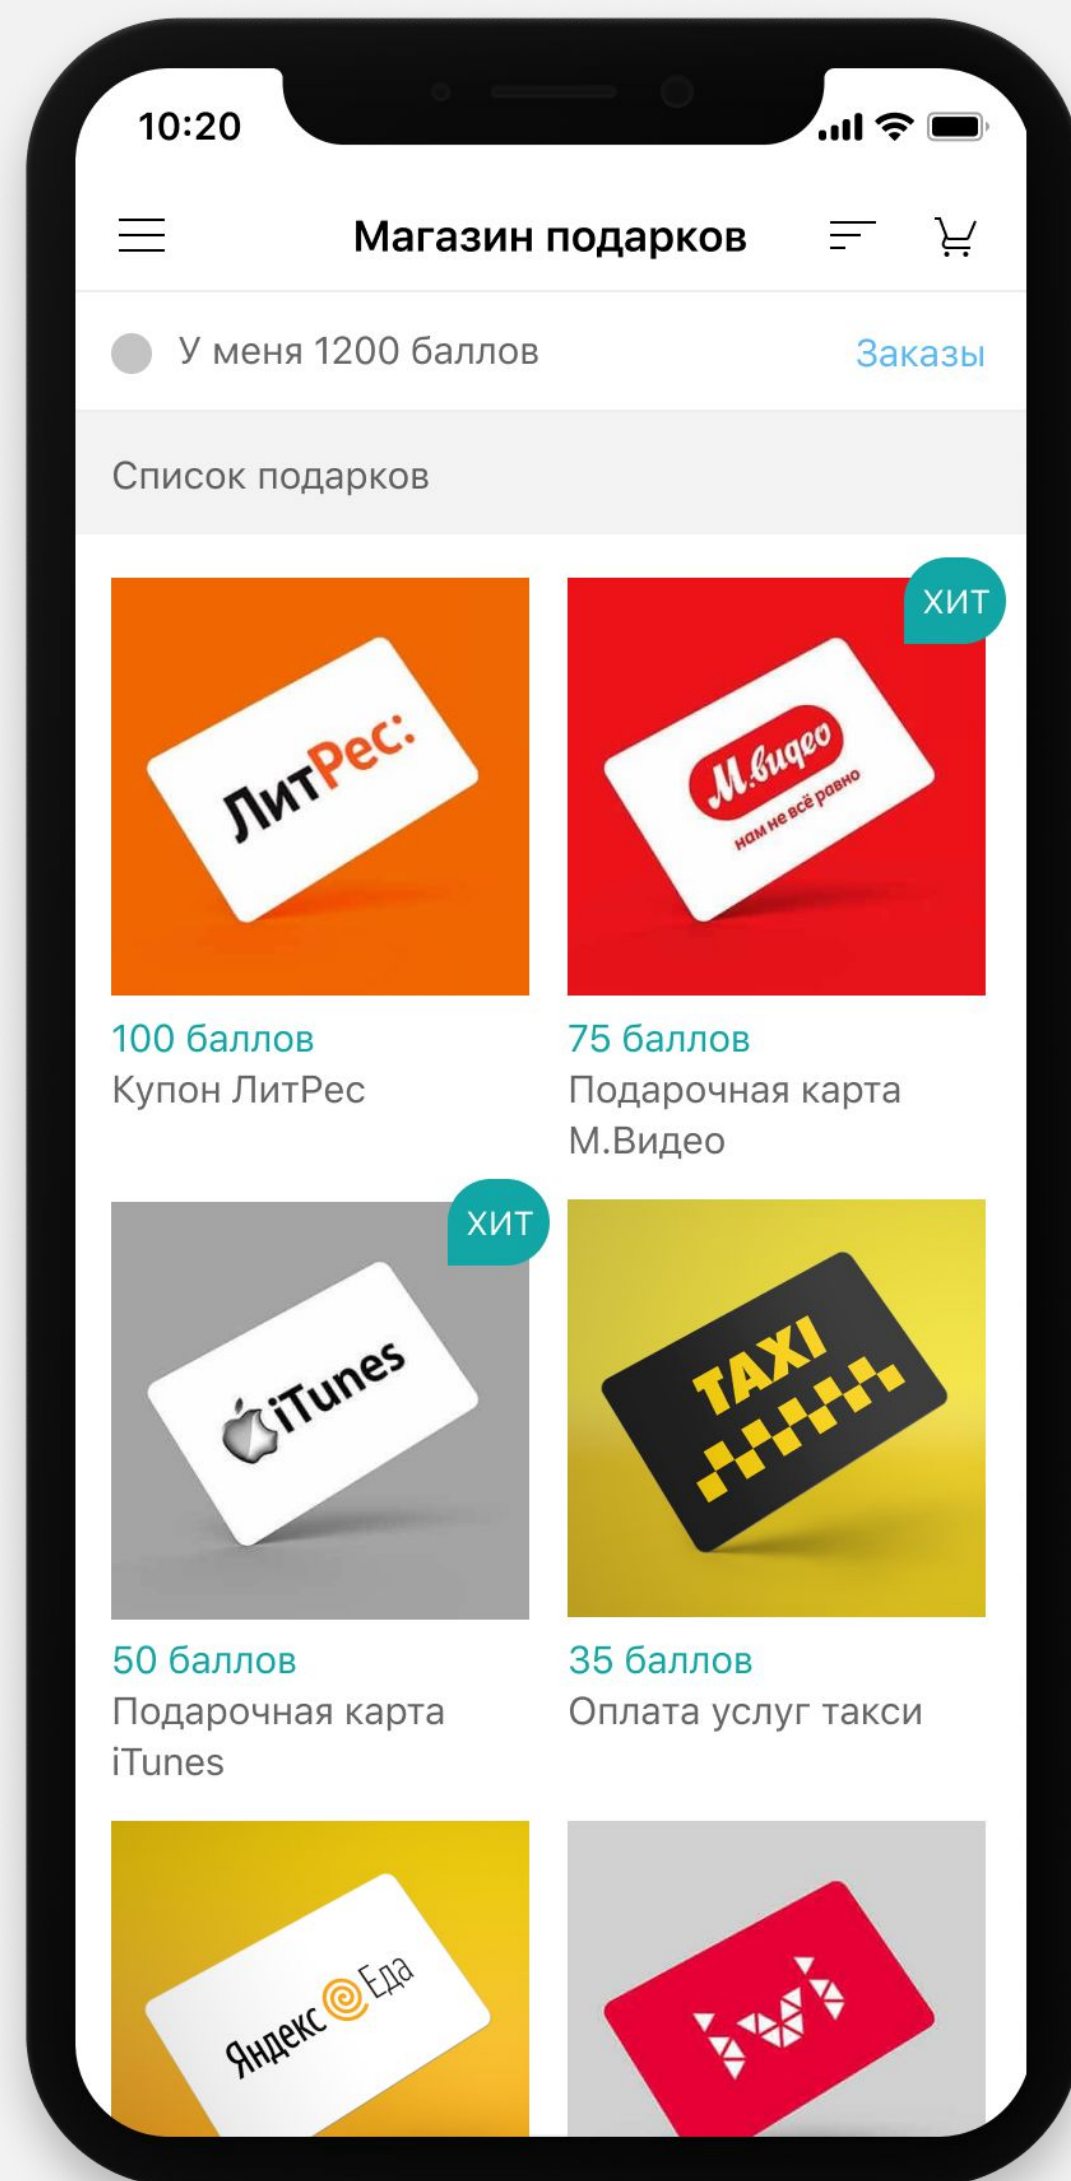 10:20
Магазин подарков
У меня 1200 баллов
Заказы
Список подарков
ЛитРес:
ХИТ
М.видео
нам не всё равно
100 баллов
Купон ЛитРес
75 баллов
Подарочная карта
М.Видео
ХИТ
iTunes
TAXI
50 баллов
Подарочная карта
iTunes
35 баллов
Оплата услуг такси
Яндекс Еда
ivi